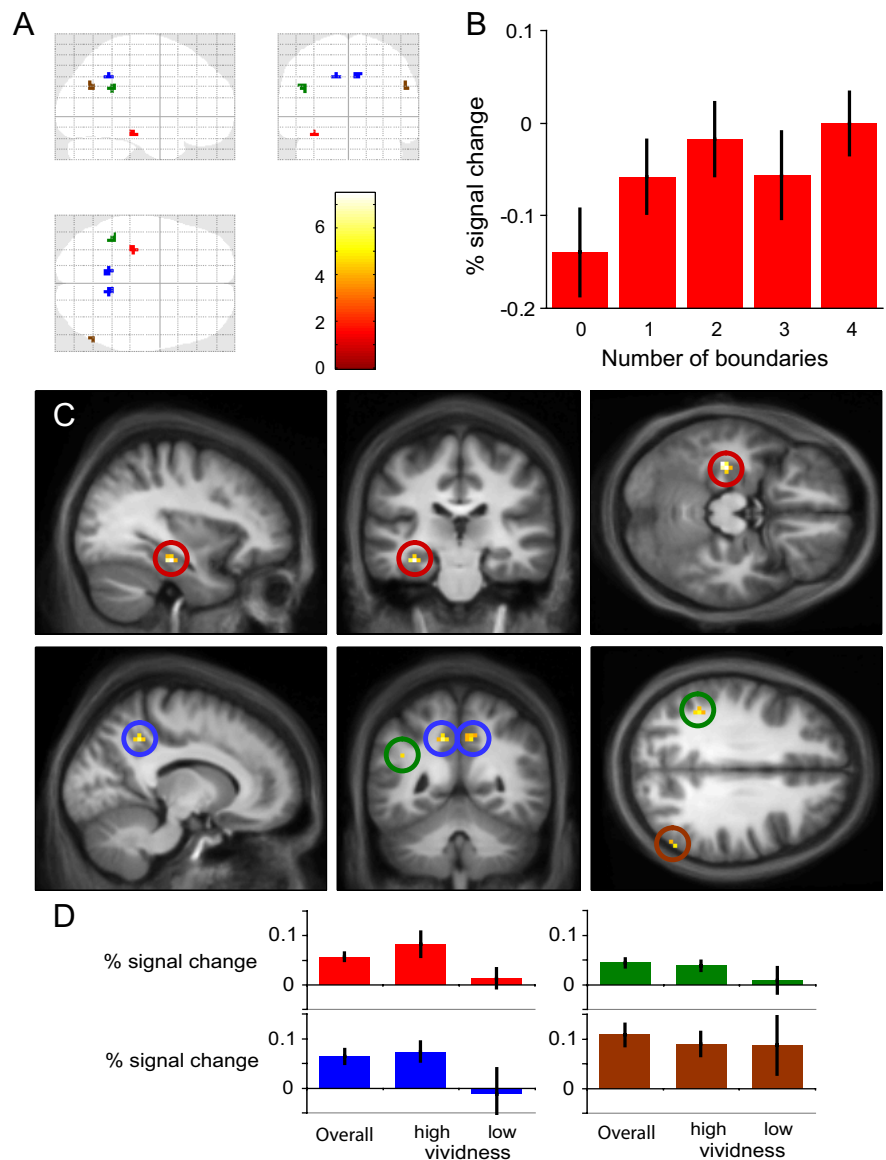 A
6
4
2
0
B
0.1
0
-0.1
-0.2
% signal change
0 1 2 3 4
Number of boundaries
C
D
% signal change
0.1
0
0.1
0
% signal change
0.1
0
0.1
0
Overall high low
vividness
Overall high low
vividness